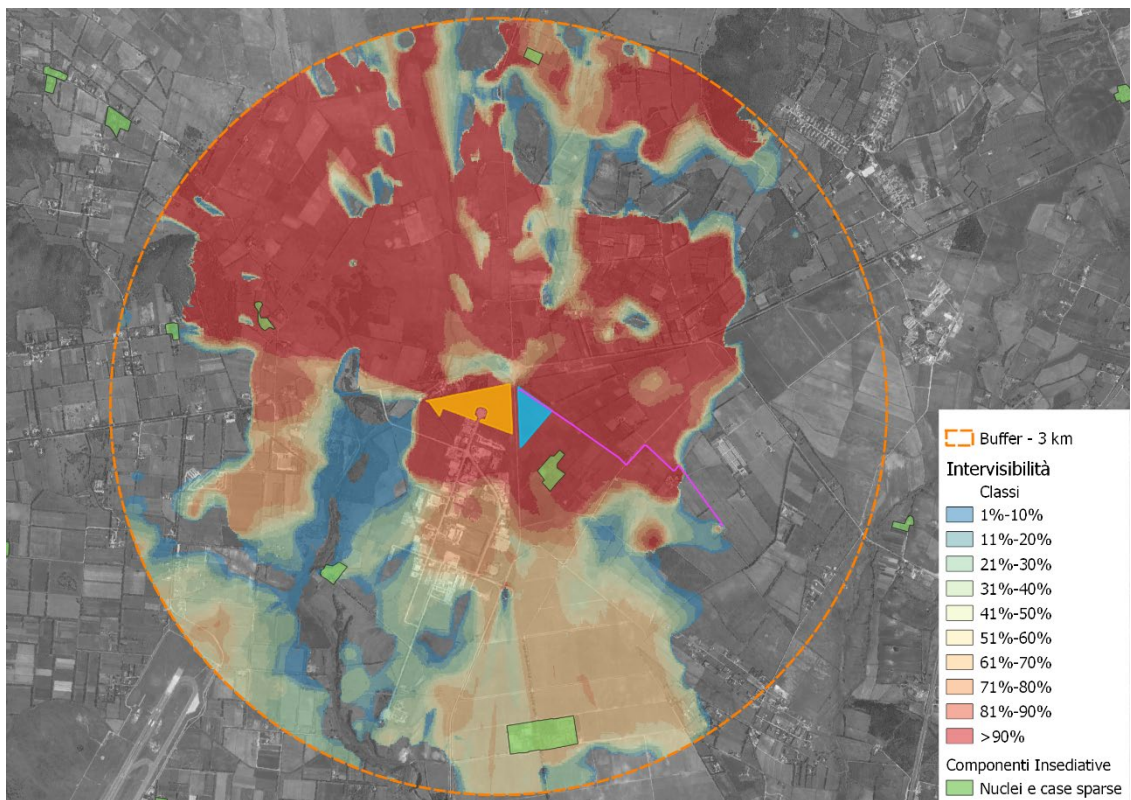 Buffer - 3 km
Intervisibilità
Classi
1%-10%
11%-20%
21%-30%
31%-40%
41%-50%
51%-60%
61%-70%
71%-80%
81%-90%
>90%
Componenti Insediative
Nuclei e case sparse